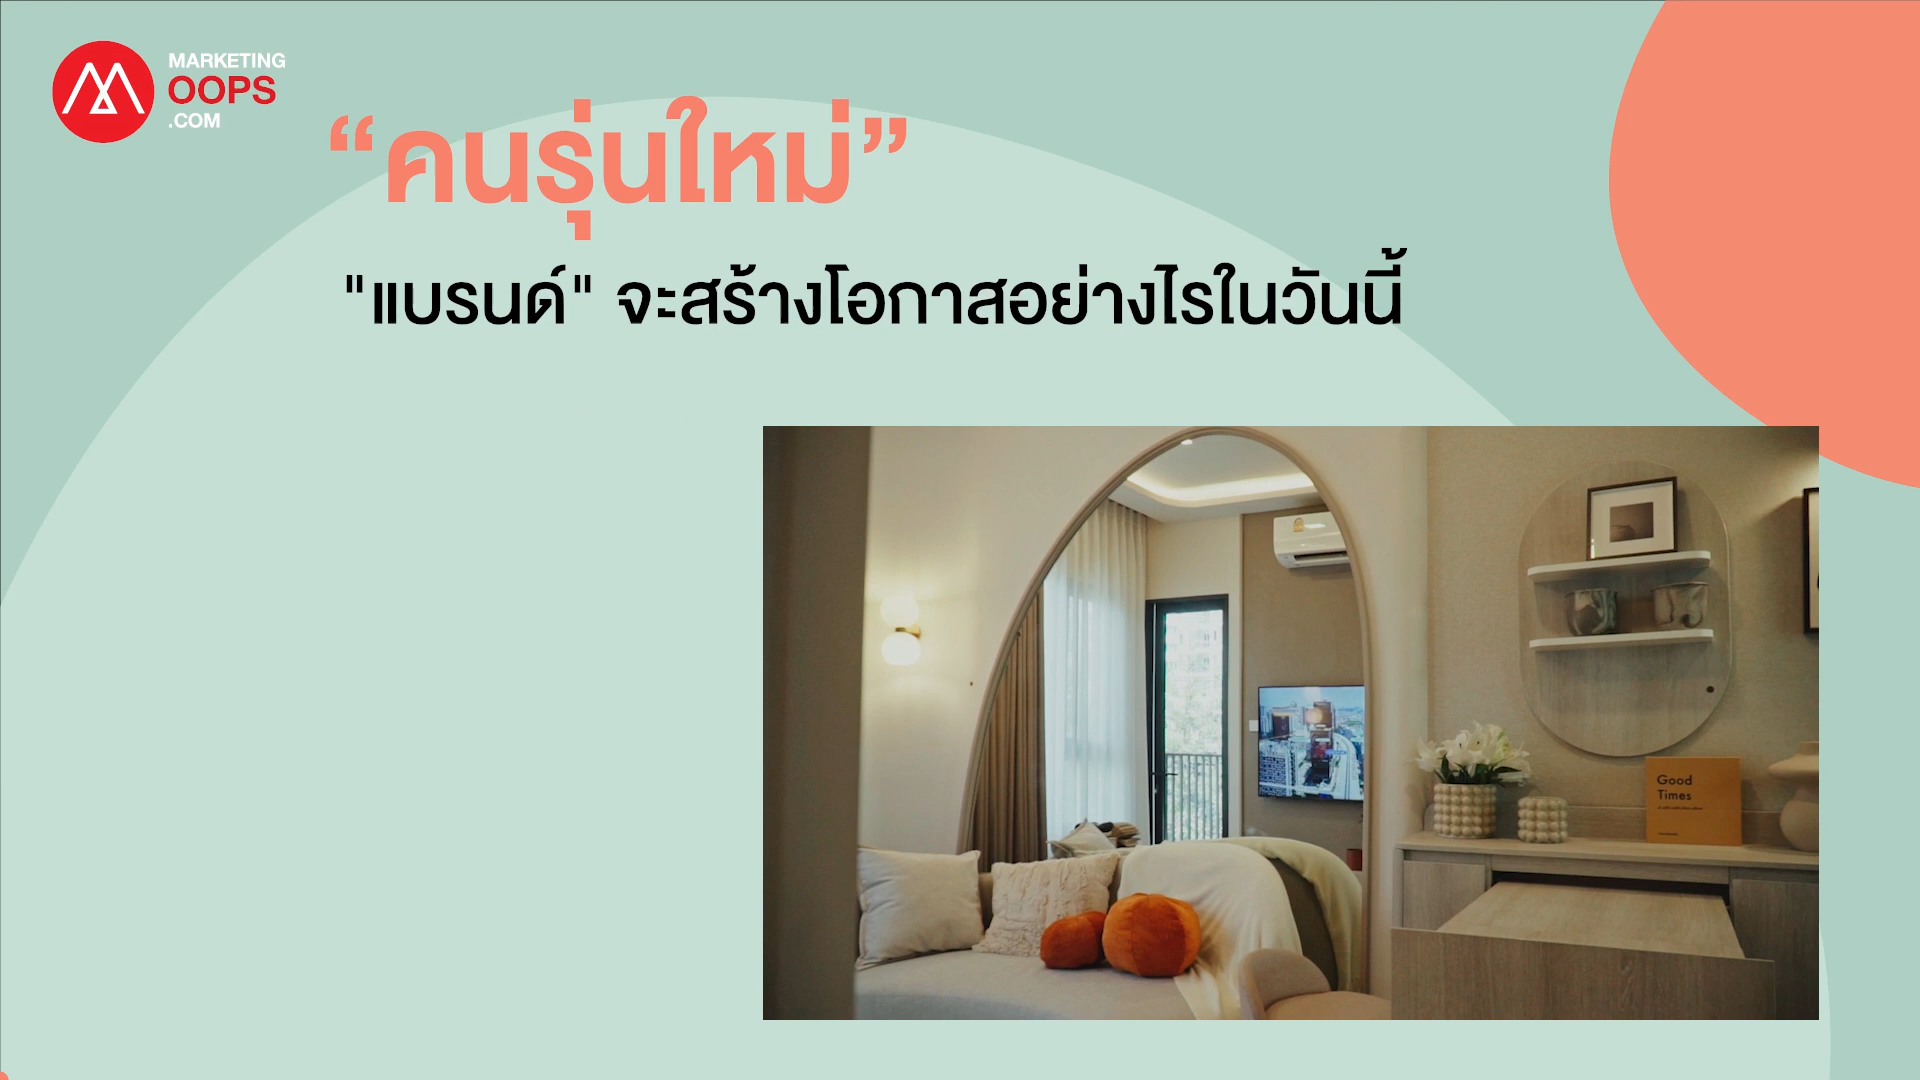 MARKETING
OOPS
.COM
“คนรุ่นใหม่”
"แบรนด์" จะสร้างโอกาสอย่างไรในวันนี้
Good
Times